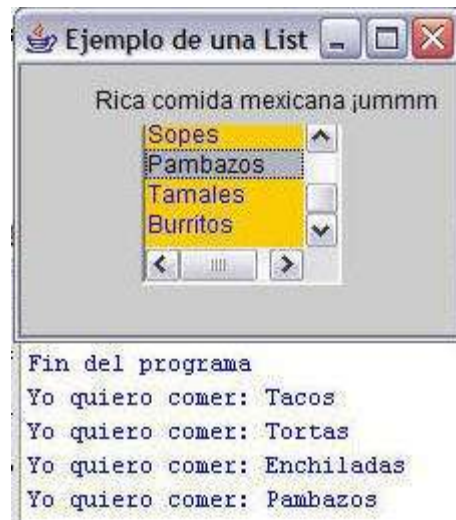 Ejemplo de una List
Rica comida mexicana ¡ummm
Sopes
Pambazos
Tamales
Burritos
Fin del programa
Yo quiero comer: Tacos
Yo quiero comer: Tortas
Yo quiero comer: Enchiladas
Yo quiero comer: Pambazos